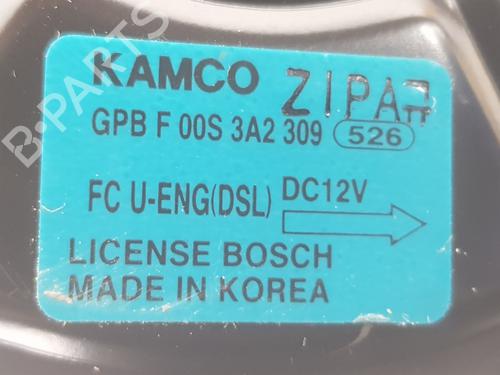 KAMCO
GPB F 00S 3A2 309 526
FC U-ENG(DSL) DC12V
LICENSE BOSCH
MADE IN KOREA
B-PARTS